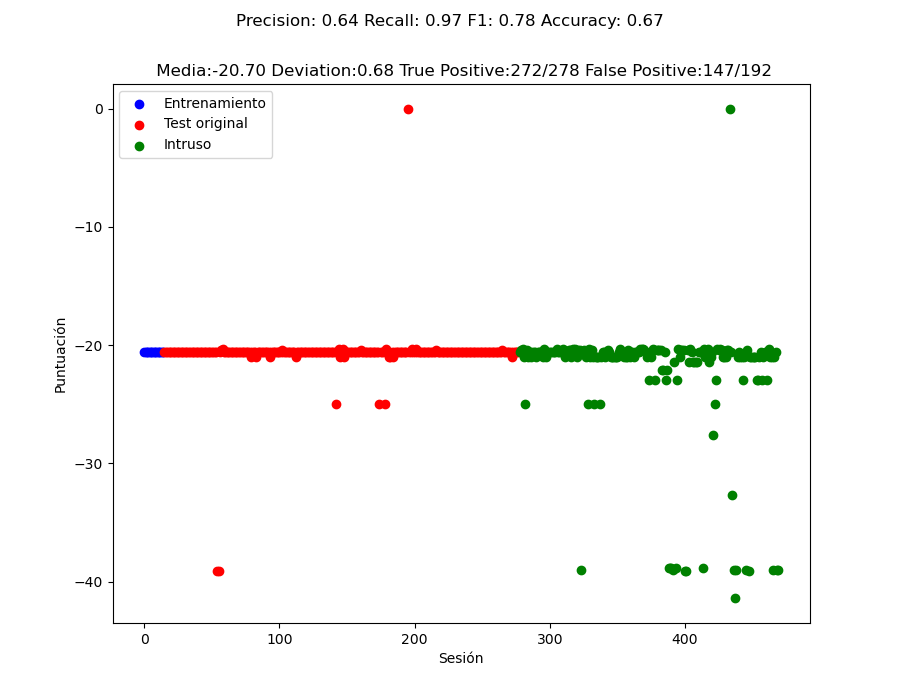 Precision: 0.64 Recall: 0.97 F1: 0.78 Accuracy: 0.67
Media:-20.70 Deviation:0.68 True Positive:272/278 False Positive:147/192
Entrenamiento
Test original
Intruso
0
−10
−20
−30
−40
Puntuación
0 100 200 300 400
Sesión